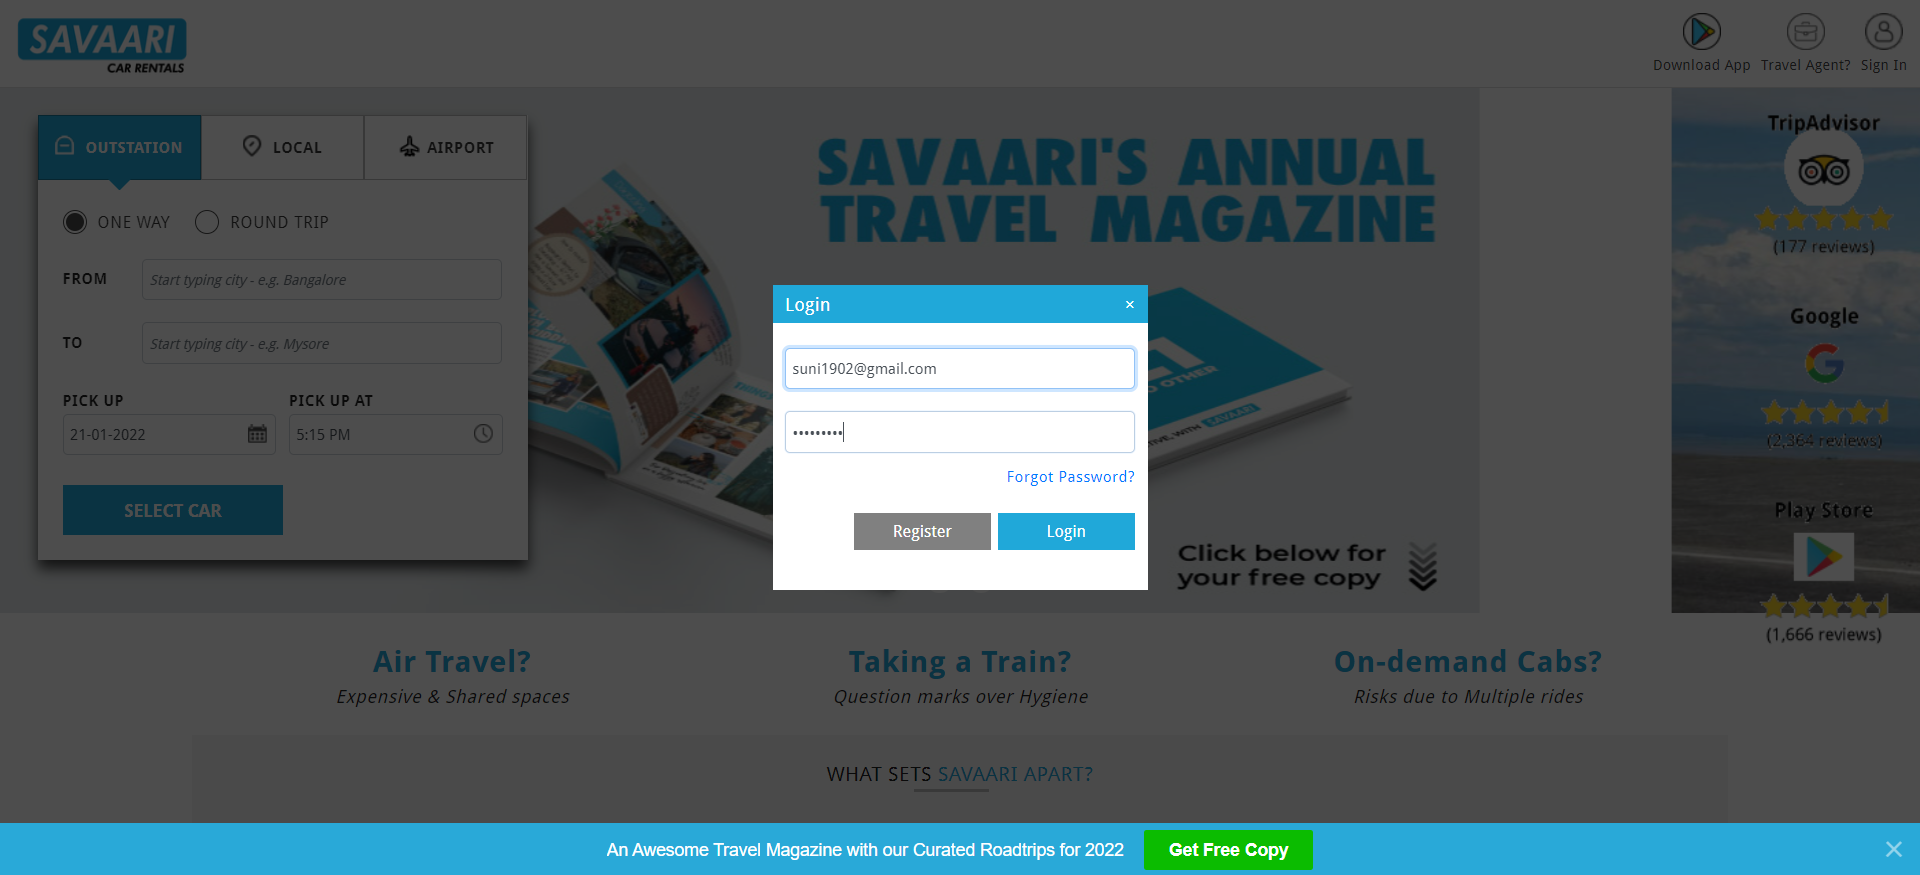 SAVAARI
CAR RENTALS
Download App
Travel Agent?
Sign In
OUTSTATION
LOCAL
AIRPORT
ONE WAY
ROUND TRIP
FROM
Start typing city - e.g. Bangalore
TO
Start typing city - e.g. Mysore
PICK UP
PICK UP AT
21-01-2022
5:15 PM
SELECT CAR
SAVAARI'S ANNUAL
TRAVEL MAGAZINE
Click below for
your free copy
Login
×
suni1902@gmail.com
•••••••••
Forgot Password?
Register
Login
TripAdvisor
(177 reviews)
Google
(2,364 reviews)
Play Store
(1,666 reviews)
Air Travel?
Expensive & Shared spaces
Taking a Train?
Question marks over Hygiene
On-demand Cabs?
Risks due to Multiple rides
WHAT SETS SAVAARI APART?
An Awesome Travel Magazine with our Curated Roadtrips for 2022
Get Free Copy